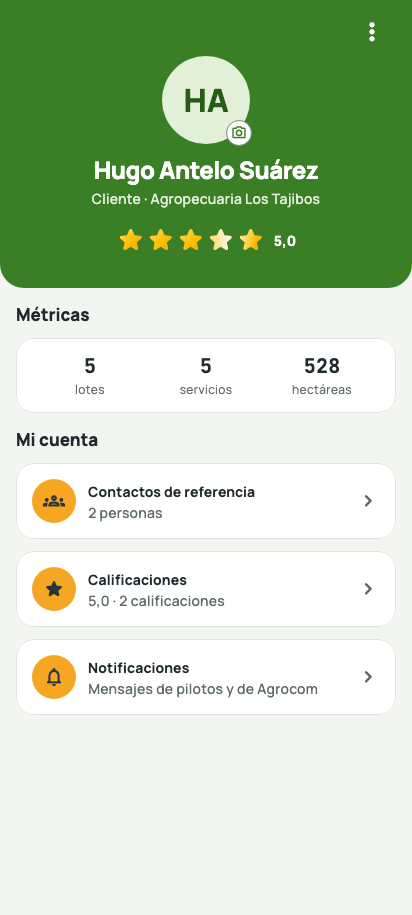 HA
Hugo Antelo Suárez
Cliente · Agropecuaria Los Tajibos
5,0
Métricas
5 5 528
lotes servicios hectáreas
Mi cuenta
Contactos de referencia
2 personas
Calificaciones
5,0 · 2 calificaciones
Notificaciones
Mensajes de pilotos y de Agrocom